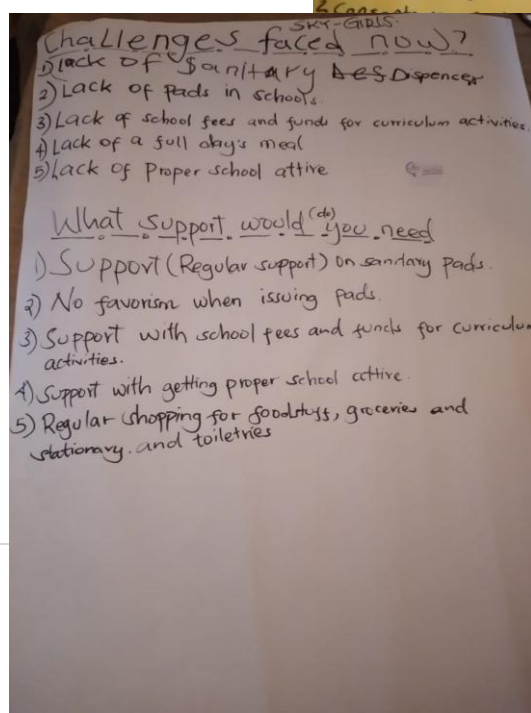 SKY-GIRLS.
Challenges faced now?
1) Lack of Sanitary Dispencer
2) Lack of pads in schools.
3) Lack of school fees and funds for curriculum activities.
4) Lack of a full day's meal
5) Lack of Proper school attire
What support would (do) you need
1) Support (Regular support) on sanitary pads.
2) No favorism when issuing pads.
3) Support with school fees and funds for curriculum
activities.
4) Support with getting proper school attire.
5) Regular shopping for foodstuff, groceries and
stationary. and toiletries